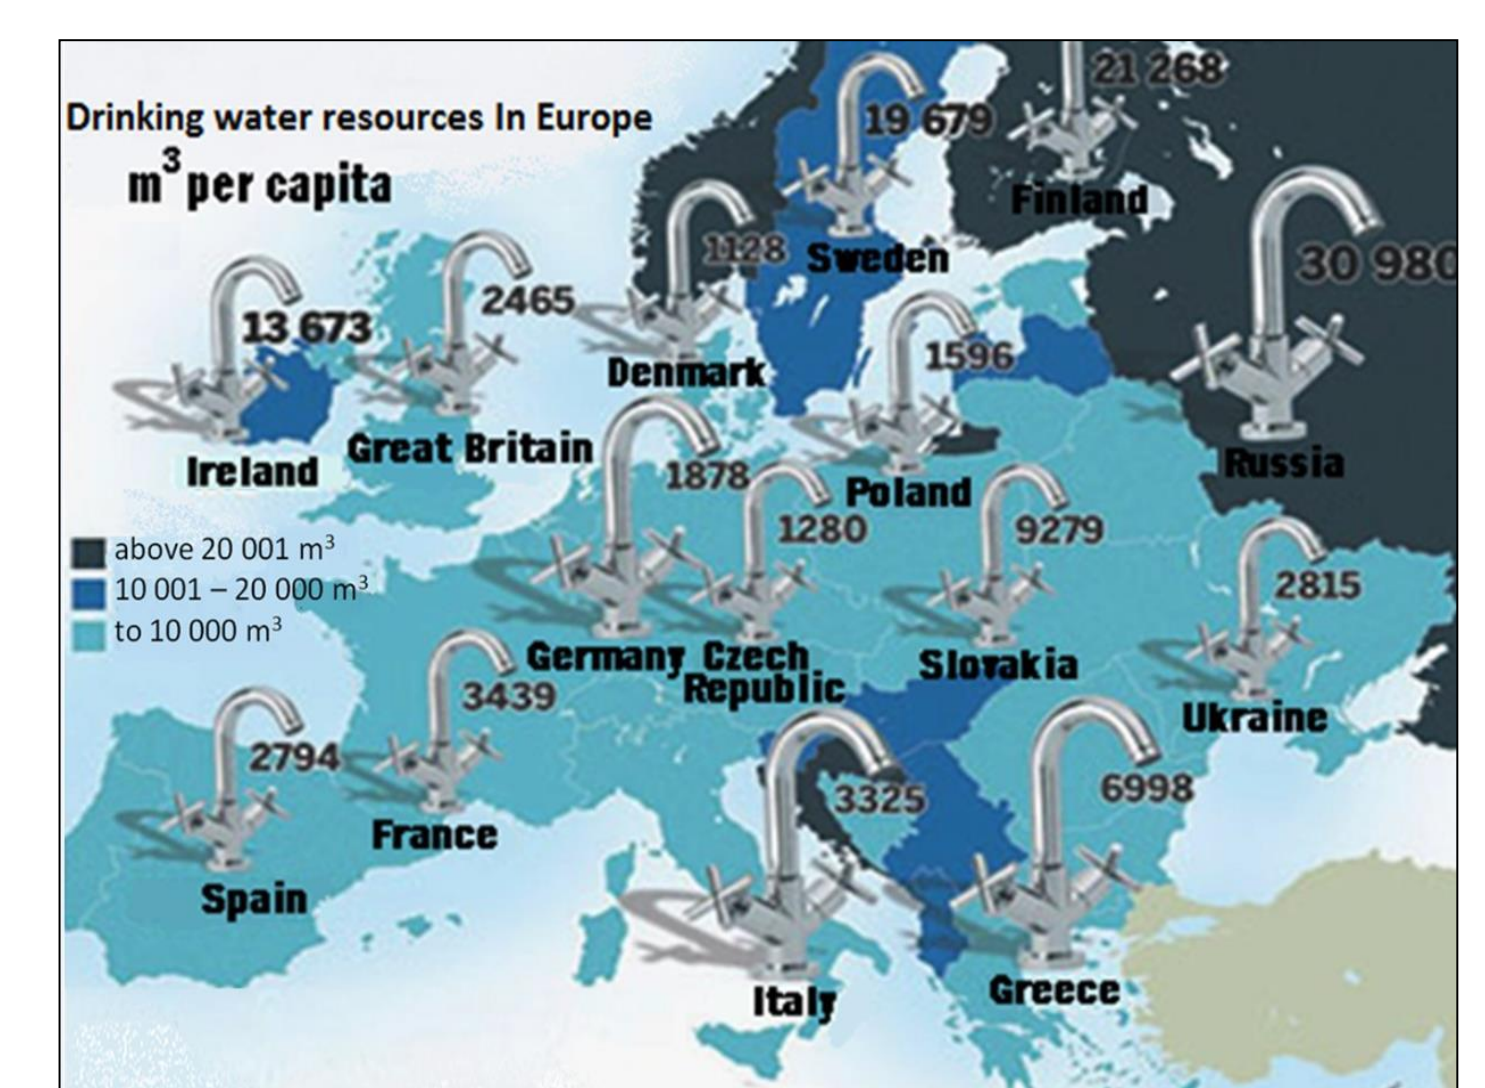 Drinking water resources In Europe
m³ per capita
21 268
Finland
19 679
Sweden
30 980
Russia
1128
Denmark
13 673
Ireland
2465
Great Britain
1596
Poland
1878
Germany
1280
Czech
Republic
9279
Slovakia
2815
Ukraine
above 20 001 m³
10 001 – 20 000 m³
to 10 000 m³
3439
France
2794
Spain
3325
Italy
6998
Greece